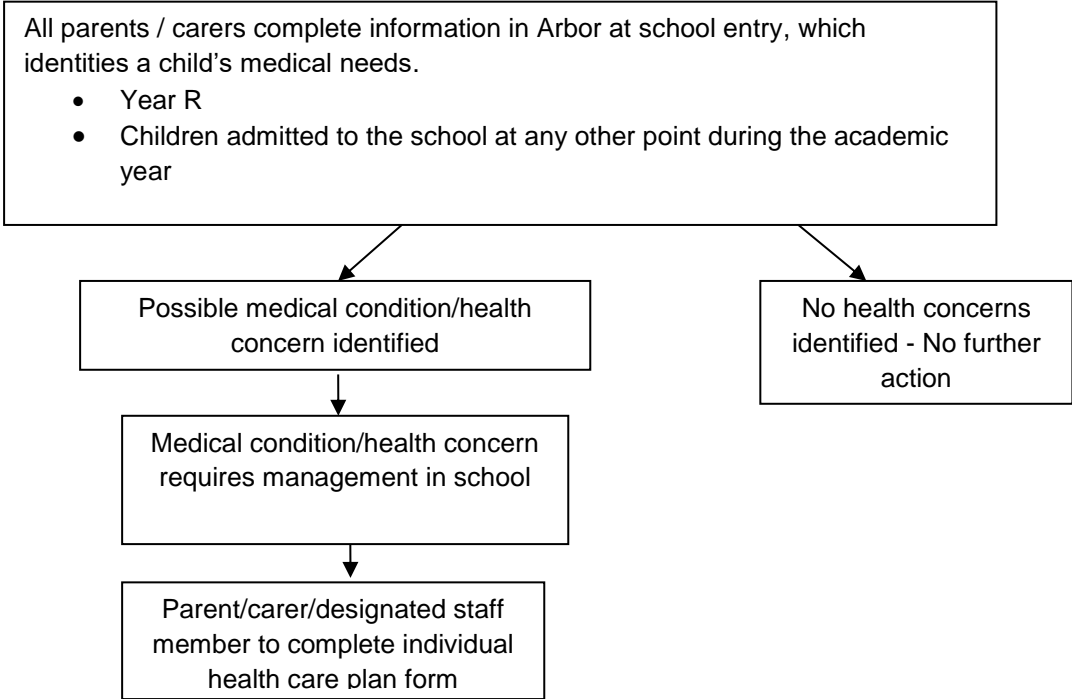 All parents / carers complete information in Arbor at school entry, which
identities a child's medical needs.
• Year R
• Children admitted to the school at any other point during the academic
year
Possible medical condition/health
concern identified
No health concerns
identified - No further
action
Medical condition/health concern
requires management in school
Parent/carer/designated staff
member to complete individual
health care plan form